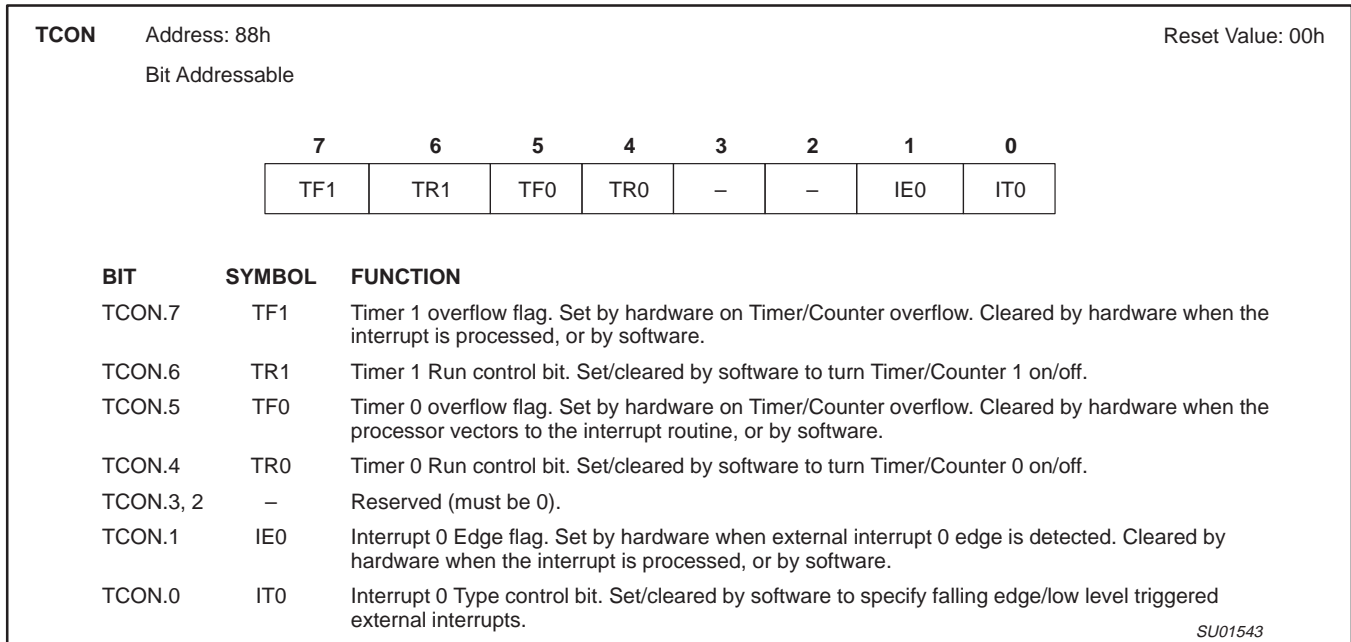 TCON Address: 88h Reset Value: 00h
Bit Addressable
7 6 5 4 3 2 1 0
TF1 TR1 TF0 TR0 – – IE0 IT0
BIT SYMBOL FUNCTION
TCON.7 TF1 Timer 1 overflow flag. Set by hardware on Timer/Counter overflow. Cleared by hardware when the
interrupt is processed, or by software.
TCON.6 TR1 Timer 1 Run control bit. Set/cleared by software to turn Timer/Counter 1 on/off.
TCON.5 TF0 Timer 0 overflow flag. Set by hardware on Timer/Counter overflow. Cleared by hardware when the
processor vectors to the interrupt routine, or by software.
TCON.4 TR0 Timer 0 Run control bit. Set/cleared by software to turn Timer/Counter 0 on/off.
TCON.3, 2 – Reserved (must be 0).
TCON.1 IE0 Interrupt 0 Edge flag. Set by hardware when external interrupt 0 edge is detected. Cleared by
hardware when the interrupt is processed, or by software.
TCON.0 IT0 Interrupt 0 Type control bit. Set/cleared by software to specify falling edge/low level triggered
external interrupts.
SU01543